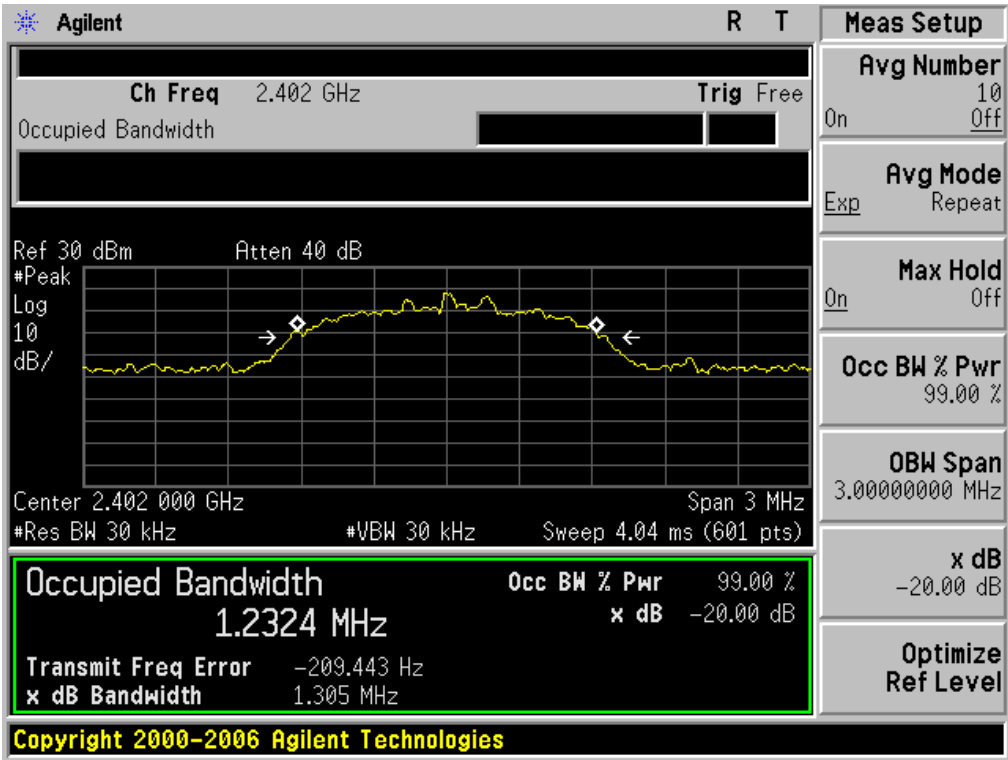 Agilent
R T
Ch Freq 2.402 GHz
Trig Free
Occupied Bandwidth
Ref 30 dBm
Atten 40 dB
#Peak
Log
10
dB/
Center 2.402 000 GHz
Span 3 MHz
#Res BW 30 kHz
#VBW 30 kHz
Sweep 4.04 ms (601 pts)
Occupied Bandwidth
1.2324 MHz
Occ BW % Pwr 99.00 %
x dB -20.00 dB
Transmit Freq Error -209.443 Hz
x dB Bandwidth 1.305 MHz
Copyright 2000-2006 Agilent Technologies
Meas Setup
Avg Number
10
On Off
Avg Mode
Exp Repeat
Max Hold
On Off
Occ BW % Pwr
99.00 %
OBW Span
3.00000000 MHz
x dB
-20.00 dB
Optimize
Ref Level